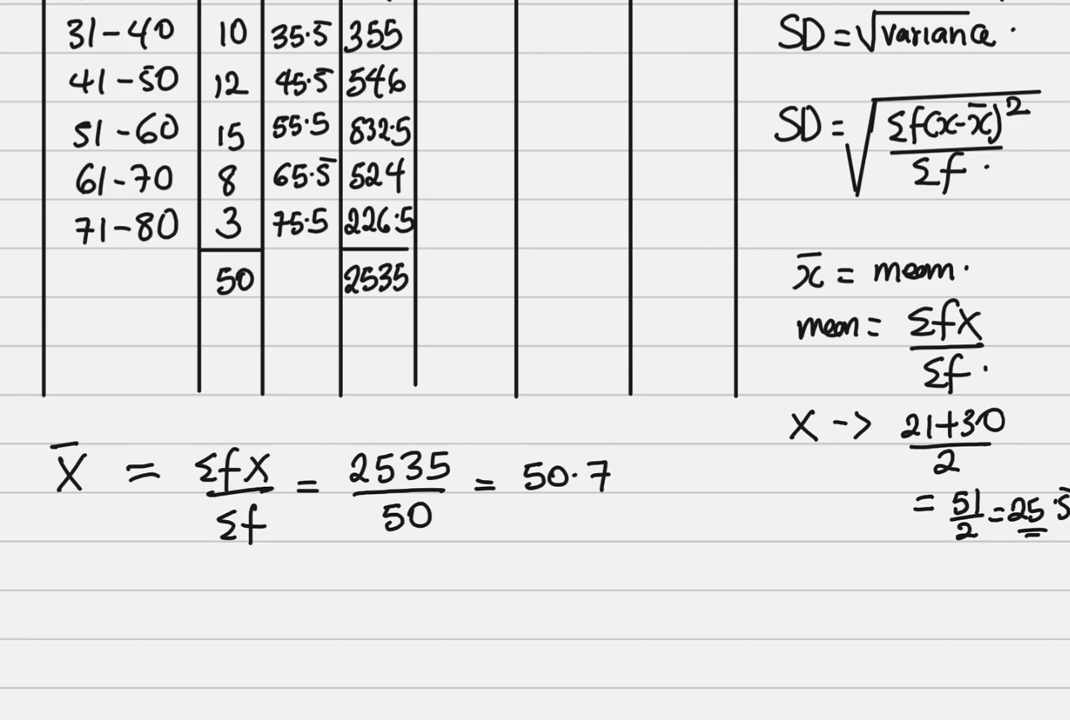 31-40 10 35.5 355
41-50 12 45.5 546
51-60 15 55.5 832.5
61-70 8 65.5 524
71-80 3 75.5 226.5
50 2535
SD = √variance.
SD = √Σf(x-x̄)²/Σf.
x̄ = mean.
mean = Σfx/Σf.
X -> 21+30/2
= 51/2 = 25.5
X̄ = Σfx/Σf = 2535/50 = 50.7